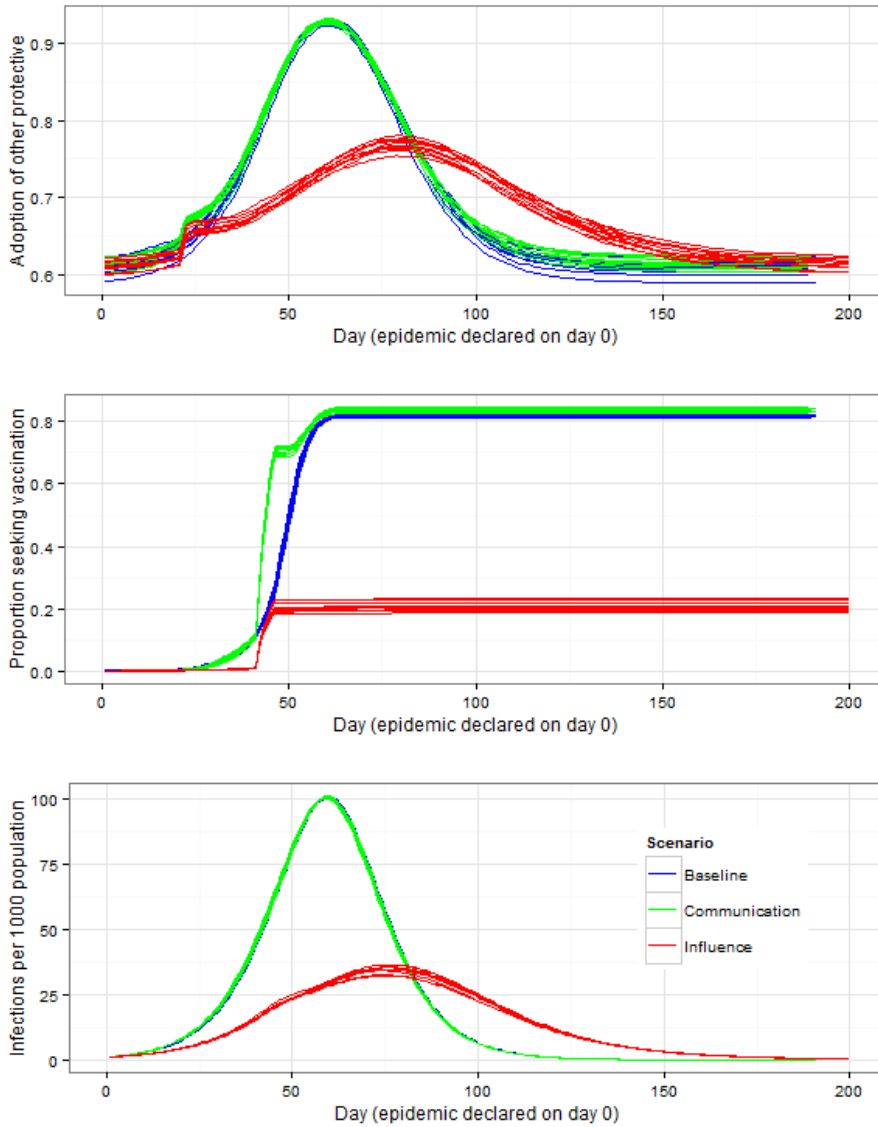 Adoption of other protective
0.9
0.8
0.7
0.6
0 50 100 150 200
Day (epidemic declared on day 0)
Proportion seeking vaccination
0.8
0.6
0.4
0.2
0.0
0 50 100 150 200
Day (epidemic declared on day 0)
Infections per 1000 population
100
75
50
25
0
0 50 100 150 200
Day (epidemic declared on day 0)
Scenario
Baseline
Communication
Influence